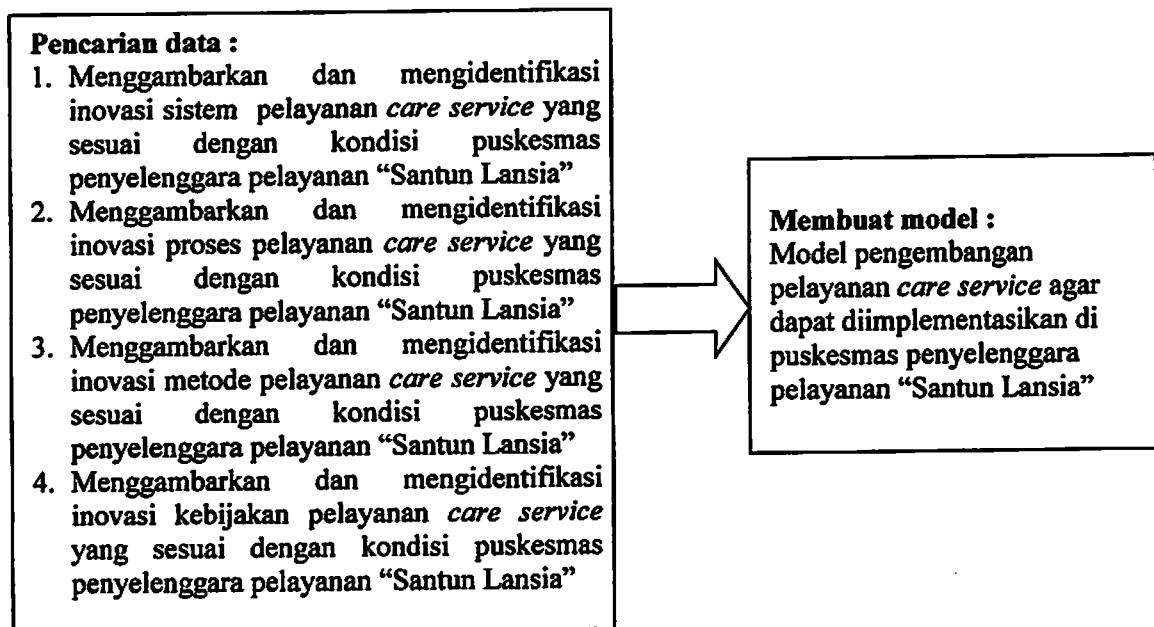 Pencarian data :
1. Menggambarkan dan mengidentifikasi
inovasi sistem pelayanan care service yang
sesuai dengan kondisi puskesmas
penyelenggara pelayanan “Santun Lansia”
2. Menggambarkan dan mengidentifikasi
inovasi proses pelayanan care service yang
sesuai dengan kondisi puskesmas
penyelenggara pelayanan “Santun Lansia”
3. Menggambarkan dan mengidentifikasi
inovasi metode pelayanan care service yang
sesuai dengan kondisi puskesmas
penyelenggara pelayanan “Santun Lansia”
4. Menggambarkan dan mengidentifikasi
inovasi kebijakan pelayanan care service
yang sesuai dengan kondisi puskesmas
penyelenggara pelayanan “Santun Lansia”
Membuat model :
Model pengembangan
pelayanan care service agar
dapat diimplementasikan di
puskesmas penyelenggara
pelayanan “Santun Lansia”